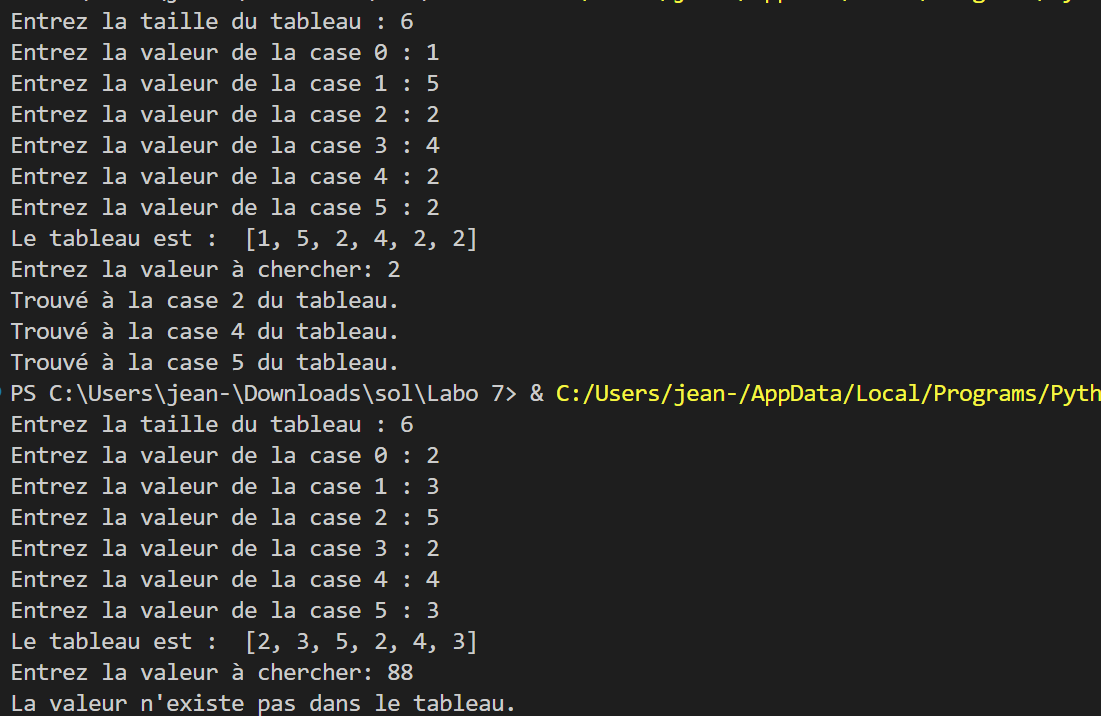 Entrez la taille du tableau : 6
Entrez la valeur de la case 0 : 1
Entrez la valeur de la case 1 : 5
Entrez la valeur de la case 2 : 2
Entrez la valeur de la case 3 : 4
Entrez la valeur de la case 4 : 2
Entrez la valeur de la case 5 : 2
Le tableau est :  [1, 5, 2, 4, 2, 2]
Entrez la valeur à chercher: 2
Trouvé à la case 2 du tableau.
Trouvé à la case 4 du tableau.
Trouvé à la case 5 du tableau.
PS C:\Users\jean-\Downloads\sol\Labo 7> & C:/Users/jean-/AppData/Local/Programs/Pyth
Entrez la taille du tableau : 6
Entrez la valeur de la case 0 : 2
Entrez la valeur de la case 1 : 3
Entrez la valeur de la case 2 : 5
Entrez la valeur de la case 3 : 2
Entrez la valeur de la case 4 : 4
Entrez la valeur de la case 5 : 3
Le tableau est :  [2, 3, 5, 2, 4, 3]
Entrez la valeur à chercher: 88
La valeur n'existe pas dans le tableau.